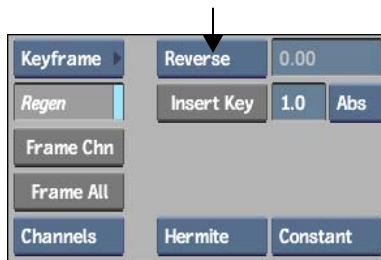 Keyframe Reverse 0.00
Regen Insert Key 1.0 Abs
Frame Chn
Frame All
Channels Hermite Constant